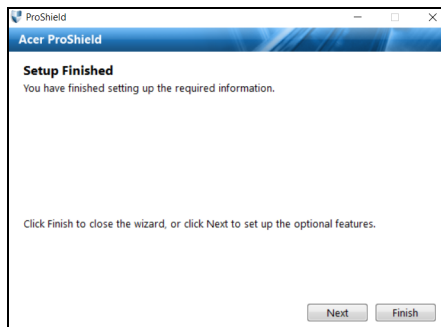 ProShield
Acer ProShield
Setup Finished
You have finished setting up the required information.
Click Finish to close the wizard, or click Next to set up the optional features.
Next Finish